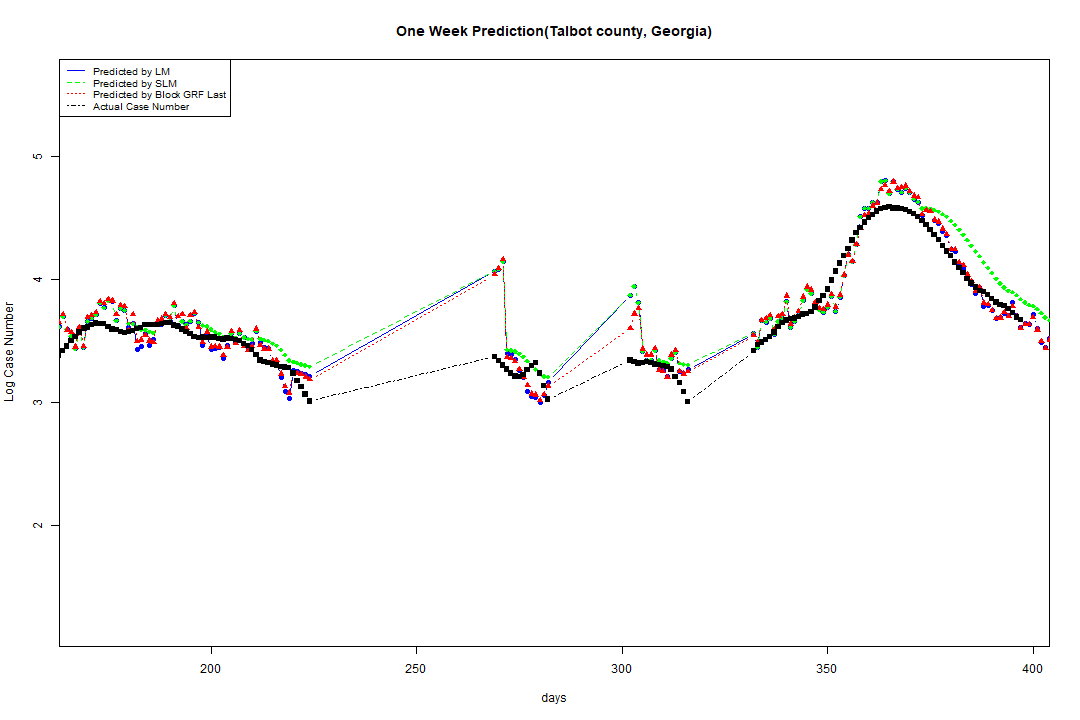 One Week Prediction(Talbot county, Georgia)
Predicted by LM
Predicted by SLM
Predicted by Block GRF Last
Actual Case Number
5
4
3
2
Log Case Number
200
250
300
350
400
days